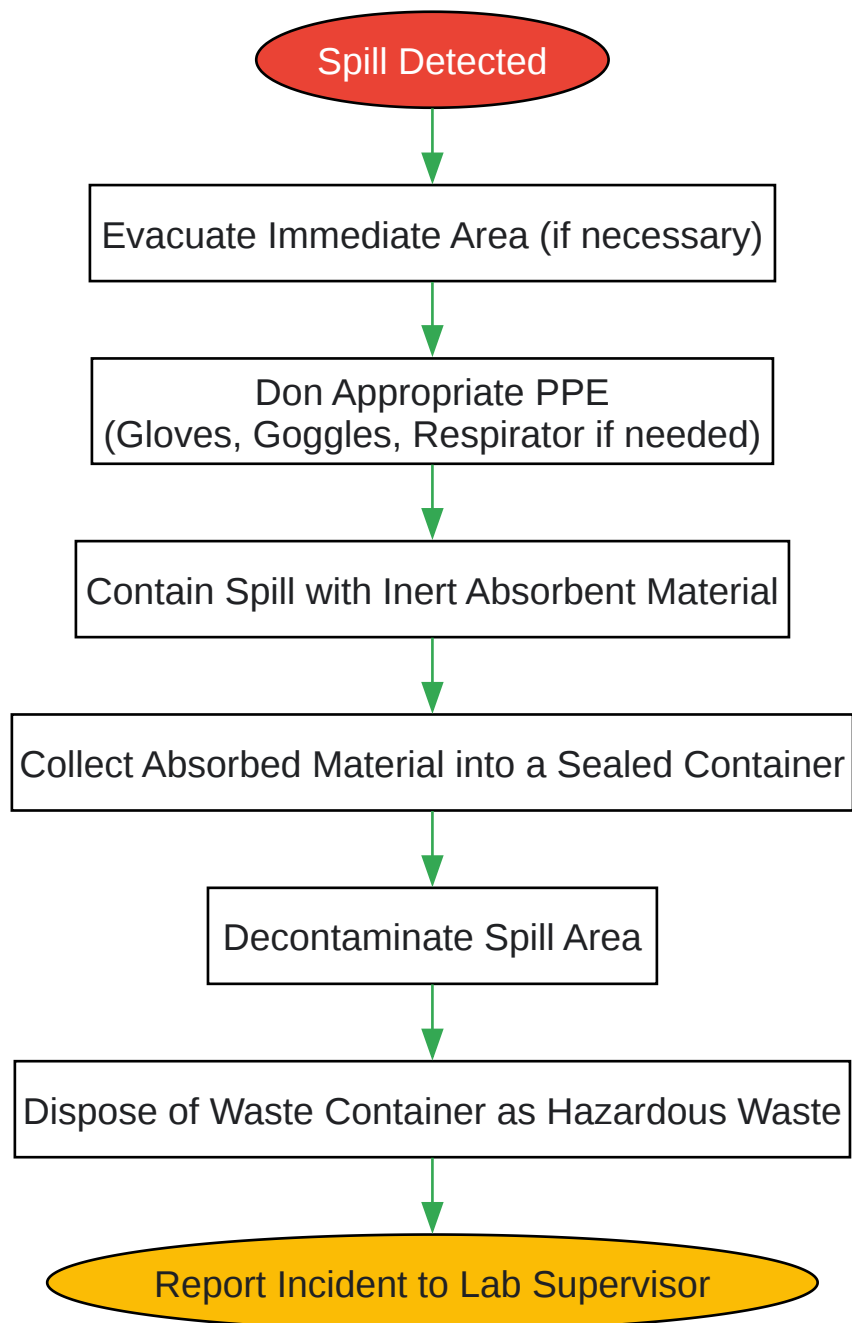 Spill Detected
Evacuate Immediate Area (if necessary)
Don Appropriate PPE
(Gloves, Goggles, Respirator if needed)
Contain Spill with Inert Absorbent Material
Collect Absorbed Material into a Sealed Container
Decontaminate Spill Area
Dispose of Waste Container as Hazardous Waste
Report Incident to Lab Supervisor